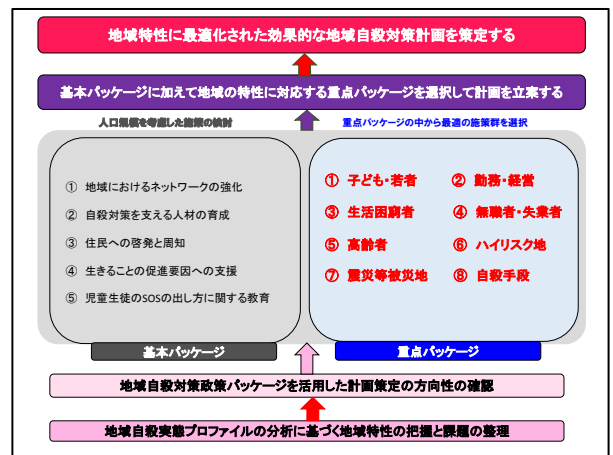 地域特性に最適化された効果的な地域自殺対策計画を策定する
基本パッケージに加えて地域の特性に対応する重点パッケージを選択して計画を立案する
人口規模を考慮した施策の検討
重点パッケージの中から最適の施策群を選択
① 地域におけるネットワークの強化
② 自殺対策を支える人材の育成
③ 住民への啓発と周知
④ 生きることの促進要因への支援
⑤ 児童生徒のSOSの出し方に関する教育
① 子ども・若者 ② 勤務・経営
③ 生活困窮者 ④ 無職者・失業者
⑤ 高齢者 ⑥ ハイリスク地
⑦ 震災等被災地 ⑧ 自殺手段
基本パッケージ
重点パッケージ
地域自殺対策政策パッケージを活用した計画策定の方向性の確認
地域自殺実態プロファイルの分析に基づく地域特性の把握と課題の整理